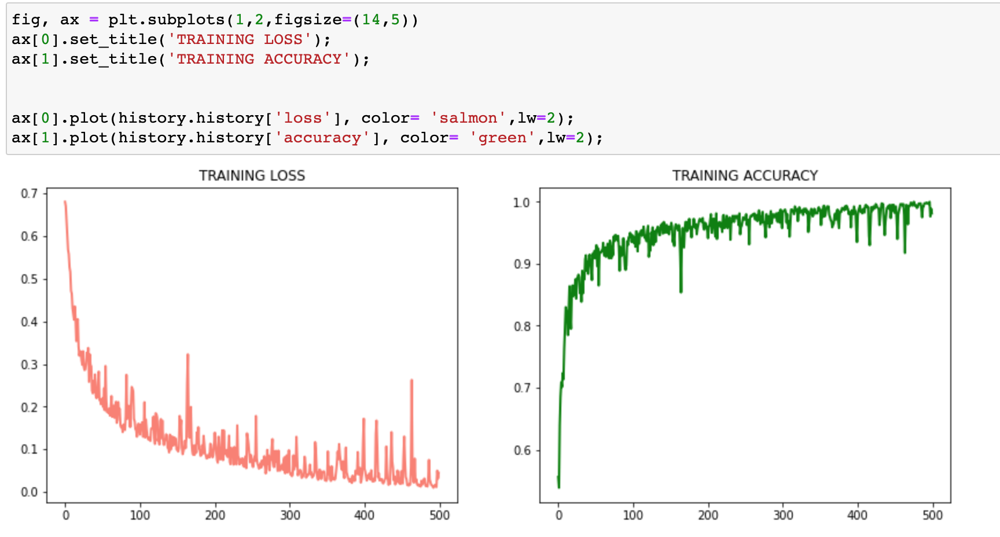 fig, ax = plt.subplots(1,2,figsize=(14,5))
ax[0].set_title('TRAINING LOSS');
ax[1].set_title('TRAINING ACCURACY');
ax[0].plot(history.history['loss'], color= 'salmon',lw=2);
ax[1].plot(history.history['accuracy'], color= 'green',lw=2);
TRAINING LOSS
0.7
0.6
0.5
0.4
0.3
0.2
0.1
0.0
0 100 200 300 400 500
TRAINING ACCURACY
1.0
0.9
0.8
0.7
0.6
0 100 200 300 400 500